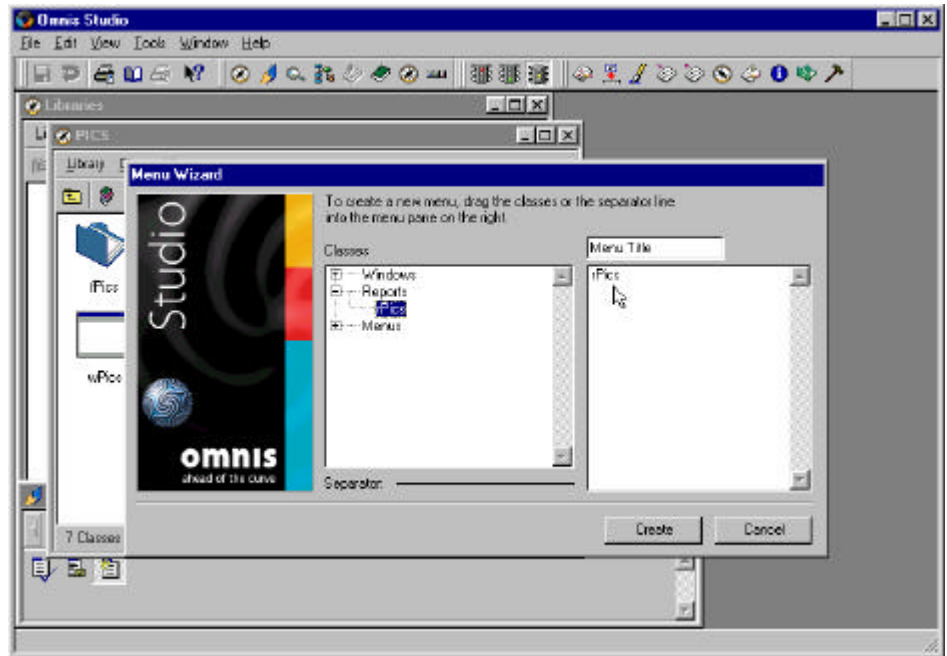 Omnis Studio
File Edit View Tools Window Help
Libraries
PICS
Library
Menu Wizard
To create a new menu, drag the classes or the separator line
into the menu pane on the right
Studio
Classes
Menu Title
Windows
Reports
rPics
Menus
rPics
fPics
wPics
omnis
ahead of the curve
Separator:
Create
Cancel
7 Classes